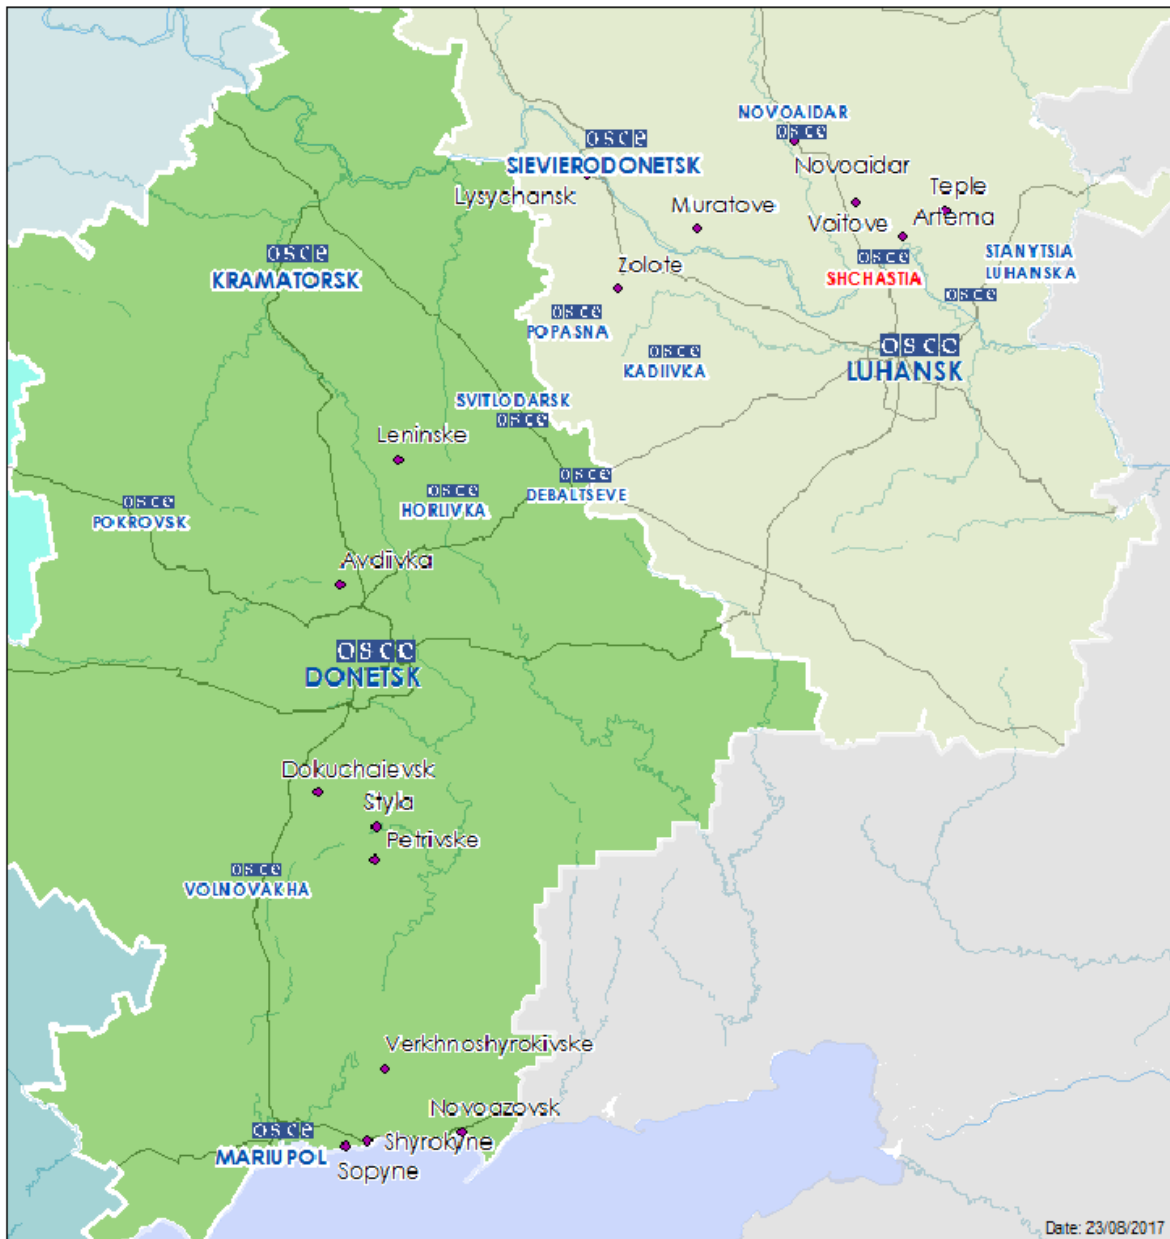 NOVOAIDAR
osce
osce
SIEVIERODONETSK
Novoaidar
Lysychansk
Teple
Muratove
Voitove
Artema
osce
KRAMATORSK
Zolote
osce
SHCHASTIA
STANYTSIA
LUHANSKA
osce
osce
POPASNA
osce
KADIIVKA
osce
LUHANSK
SVITLODARSK
osce
Leninske
osce
HORLIVKA
osce
DEBALTSEVE
osce
POKROVSK
Avdiivka
osce
DONETSK
Dokuchaievsk
Styla
Petrivske
osce
VOLNOVAKHA
Verkhnoshyrokivske
Novoazovsk
osce
MARIUPOL
Shyrokyne
Sopyne
Date: 23/08/2017